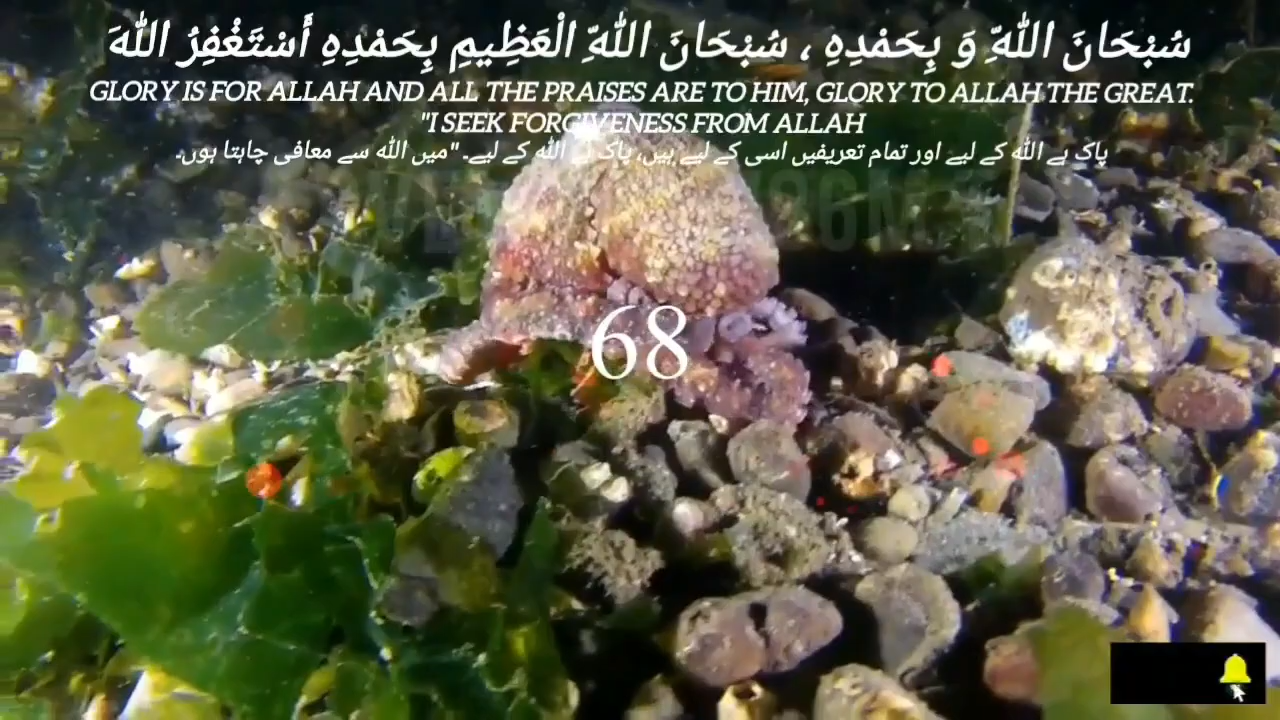 سُبْحَانَ اللّهِ وَ بِحَمْدِهِ ، سُبْحَانَ اللّهِ الْعَظِيمِ بِحَمْدِهِ أَسْتَغْفِرُ اللّهَ
GLORY IS FOR ALLAH AND ALL THE PRAISES ARE TO HIM, GLORY TO ALLAH THE GREAT.
"I SEEK FORGIVENESS FROM ALLAH
پاک ہے اللہ کے لیے اور تمام تعریفیں اسی کے لیے ہیں، پاک ہے اللہ کے لیے۔ "میں اللہ سے معافی چاہتا ہوں۔
68